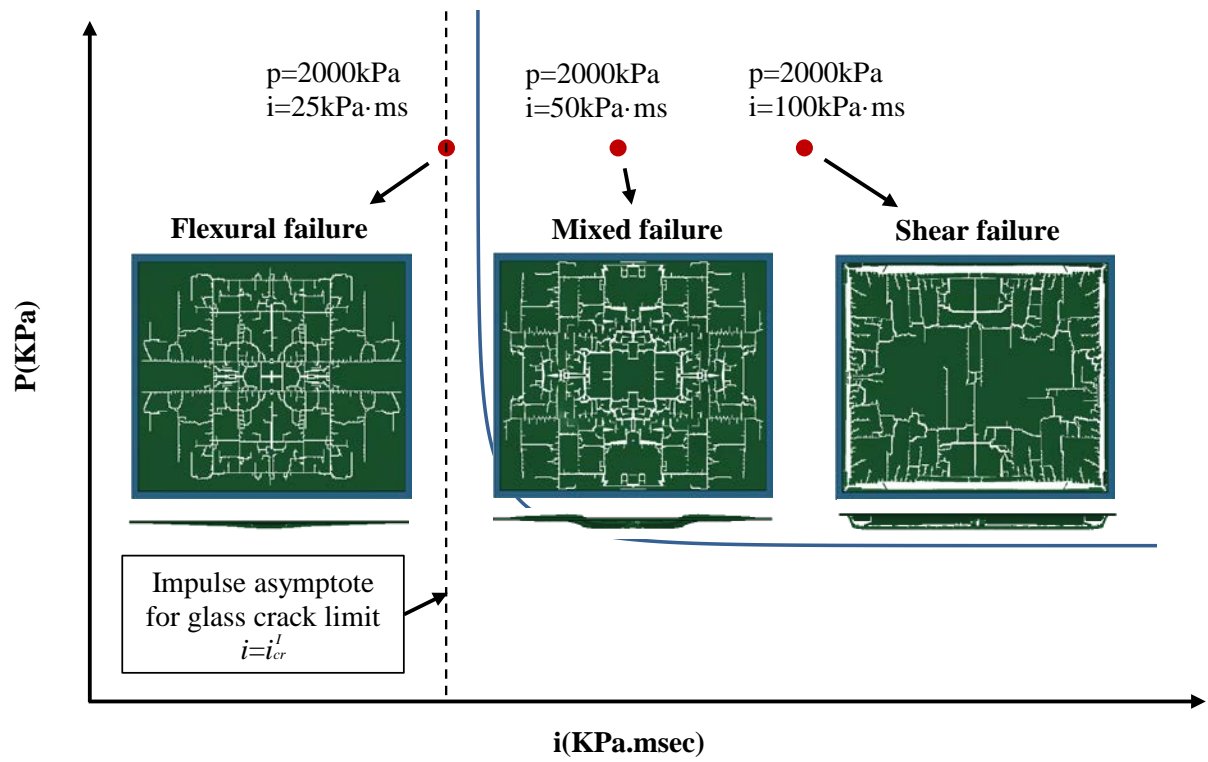 p=2000kPa
i=25kPa·ms
p=2000kPa
i=50kPa·ms
p=2000kPa
i=100kPa·ms
Flexural failure
Mixed failure
Shear failure
P(KPa)
Impulse asymptote
for glass crack limit
i=i_cr^I
i(KPa.msec)